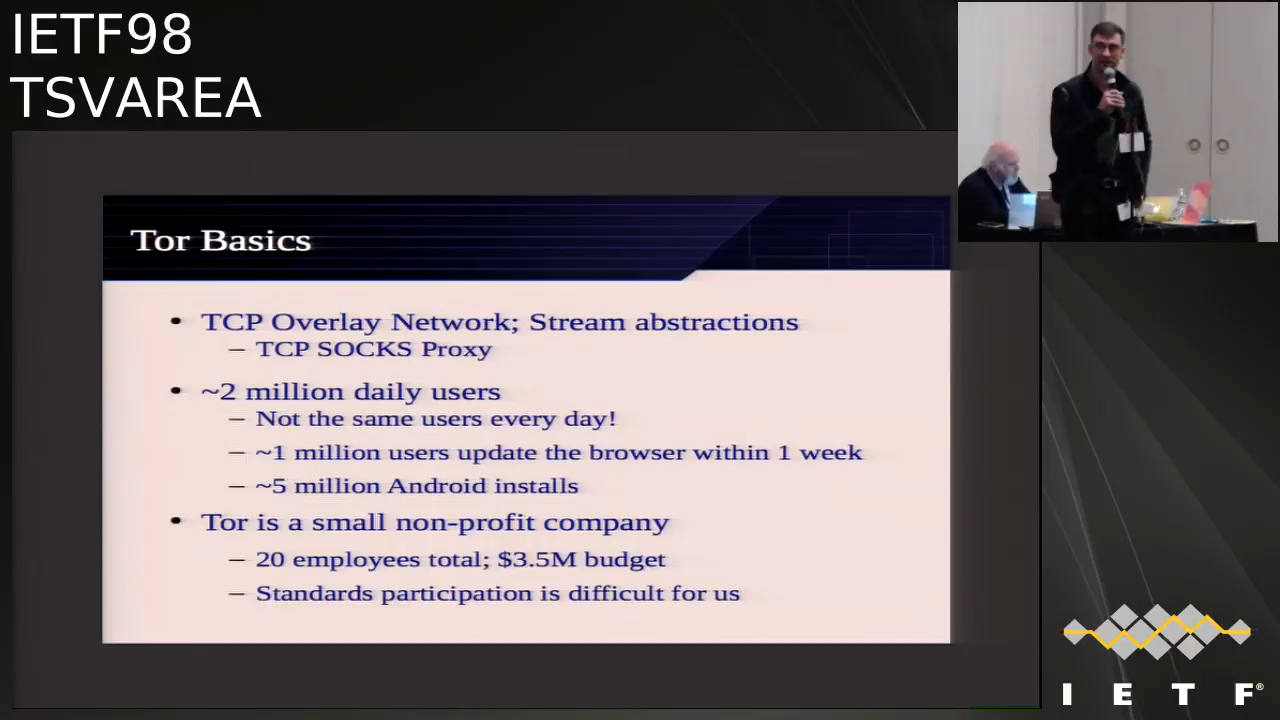 IETF98
TSVAREA
Tor Basics
• TCP Overlay Network; Stream abstractions
– TCP SOCKS Proxy
• ~2 million daily users
– Not the same users every day!
– ~1 million users update the browser within 1 week
– ~5 million Android installs
• Tor is a small non-profit company
– 20 employees total; $3.5M budget
– Standards participation is difficult for us
I E T F®